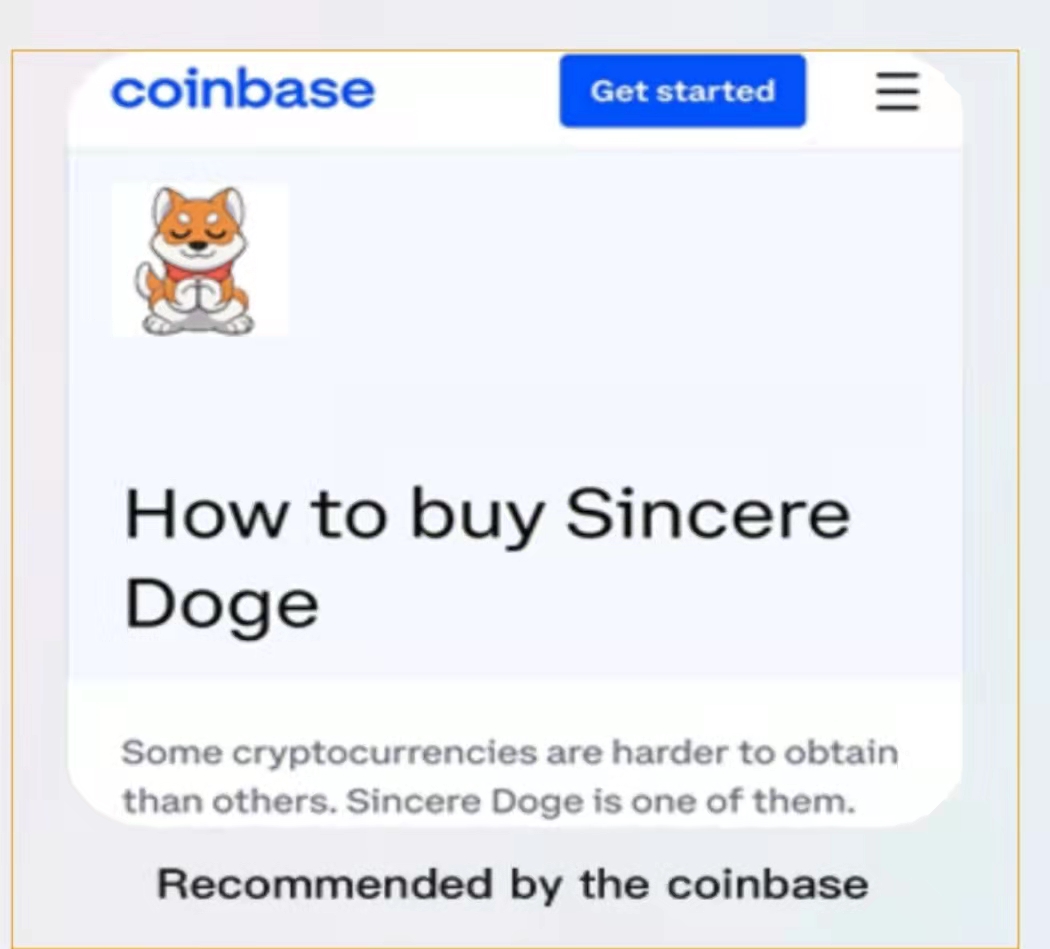 coinbase
Get started
How to buy Sincere
Doge
Some cryptocurrencies are harder to obtain
than others. Sincere Doge is one of them.
Recommended by the coinbase